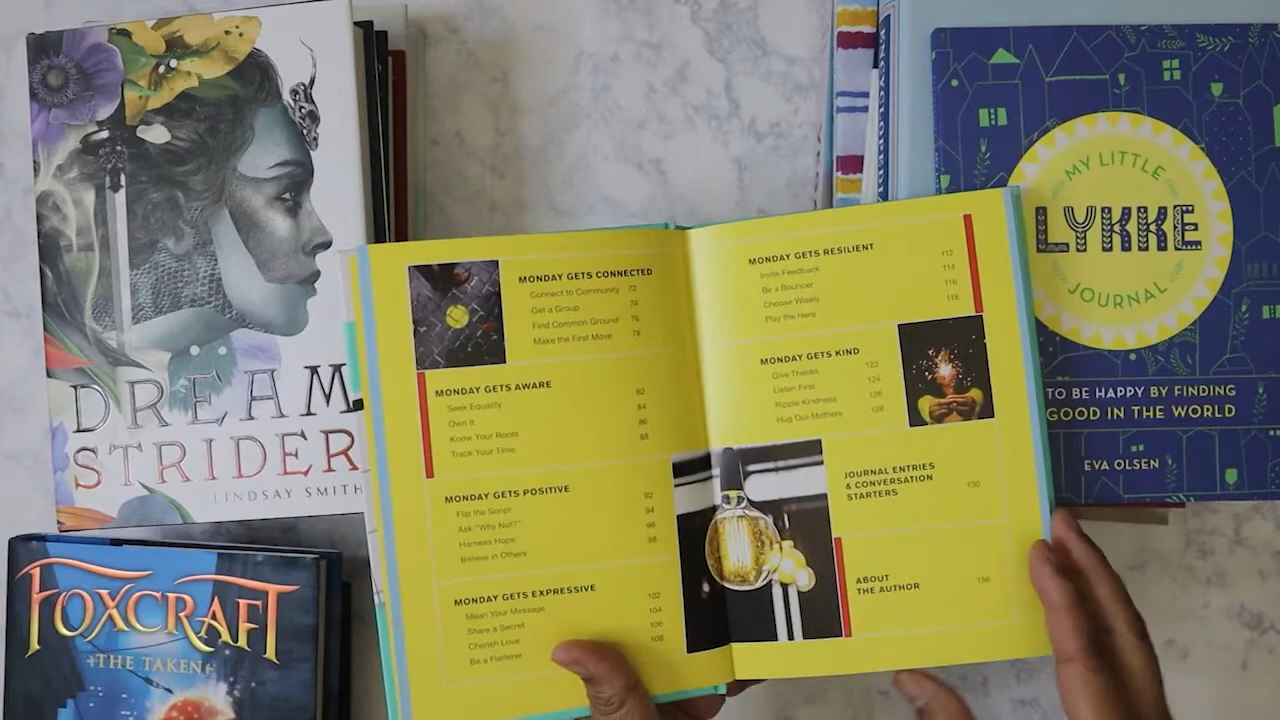 DREAM
STRIDER
LINDSAY SMITH
FOXCRAFT
THE TAKEN
MONDAY GETS CONNECTED
Connect to Community 72
Get a Group 74
Find Common Ground 76
Make the First Move 78
MONDAY GETS AWARE
Seek Equality 82
Own It 84
Know Your Roots 86
Track Your Time 88
MONDAY GETS POSITIVE
Flip the Script 92
Ask "Why Not?" 94
Harness Hope 96
Believe in Others 98
MONDAY GETS EXPRESSIVE
Mean Your Message 102
Share a Secret 104
Cherish Love 106
Be a Flatterer 108
MONDAY GETS RESILIENT
Invite Feedback 112
Be a Bouncer 114
Choose Wisely 116
Play the Hero 118
MONDAY GETS KIND
Give Thanks 122
Listen First 124
Ripple Kindness 126
Hug Our Mothers 128
JOURNAL ENTRIES
& CONVERSATION
STARTERS 130
ABOUT
THE AUTHOR 156
ENCYCLOPEDI
MY LITTLE
LYKKE
JOURNAL
TO BE HAPPY BY FINDING
GOOD IN THE WORLD
EVA OLSEN